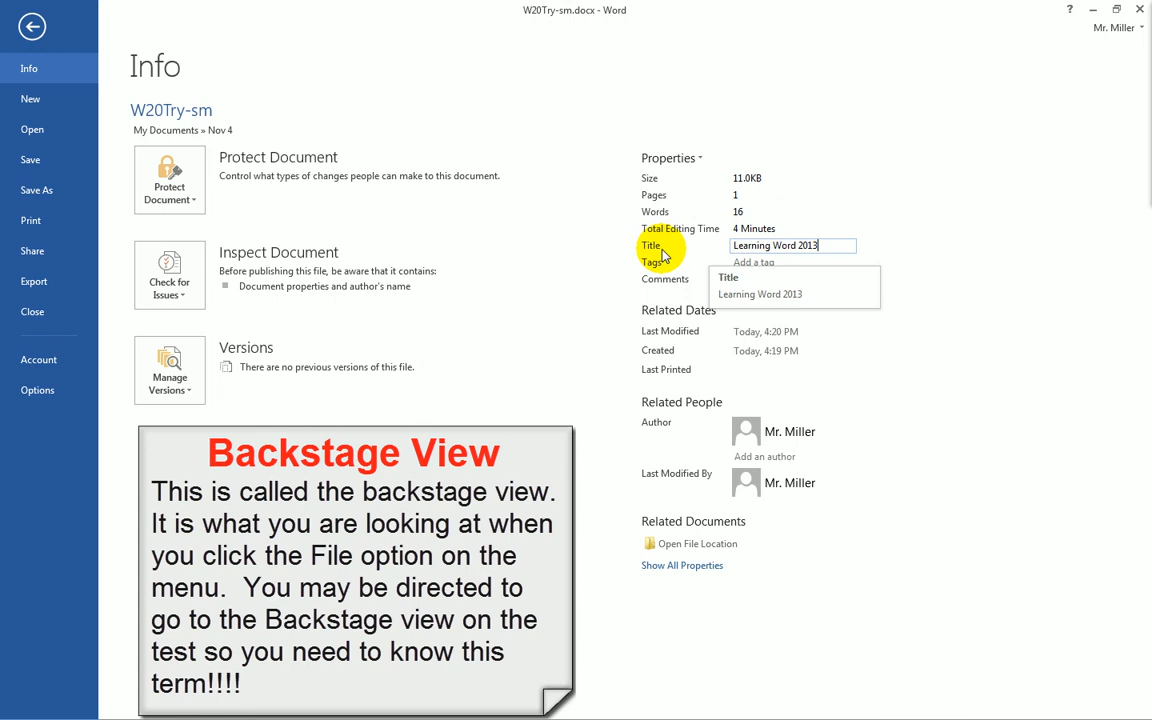 W20Try-sm.docx - Word
?
Mr. Miller
Info
New
Open
Save
Save As
Print
Share
Export
Close
Account
Options
Info
W20Try-sm
My Documents » Nov 4
Protect Document
Protect Document
Control what types of changes people can make to this document.
Check for Issues
Inspect Document
Before publishing this file, be aware that it contains:
Document properties and author's name
Manage Versions
Versions
There are no previous versions of this file.
Properties
Size 11.0KB
Pages 1
Words 16
Total Editing Time 4 Minutes
Title Learning Word 2013
Tags Add a tag
Comments
Title
Learning Word 2013
Related Dates
Last Modified Today, 4:20 PM
Created Today, 4:19 PM
Last Printed
Related People
Author Mr. Miller
Add an author
Last Modified By Mr. Miller
Related Documents
Open File Location
Show All Properties
Backstage View
This is called the backstage view.
It is what you are looking at when
you click the File option on the
menu.  You may be directed to
go to the Backstage view on the
test so you need to know this
term!!!!